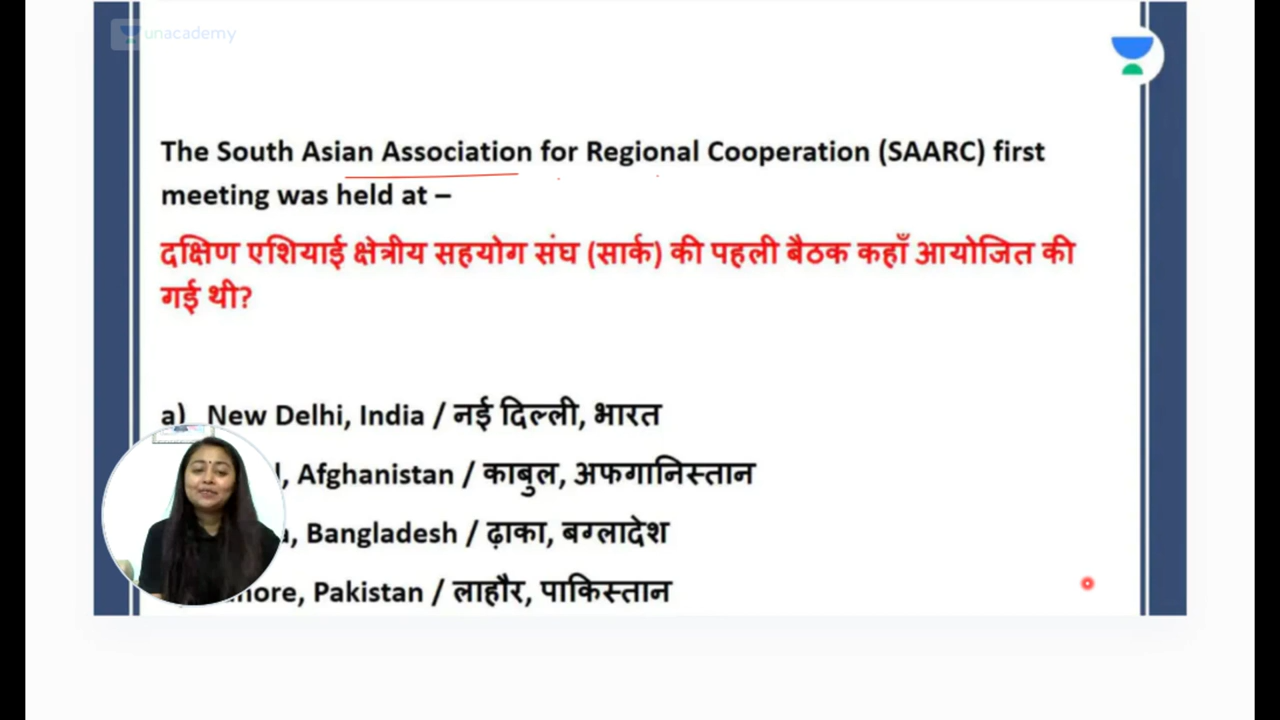 unacademy
The South Asian Association for Regional Cooperation (SAARC) first
meeting was held at –
दक्षिण एशियाई क्षेत्रीय सहयोग संघ (सार्क) की पहली बैठक कहाँ आयोजित की
गई थी?
a) New Delhi, India / नई दिल्ली, भारत
Afghanistan / काबुल, अफगानिस्तान
Bangladesh / ढ़ाका, बग्लादेश
Pakistan / लाहौर, पाकिस्तान